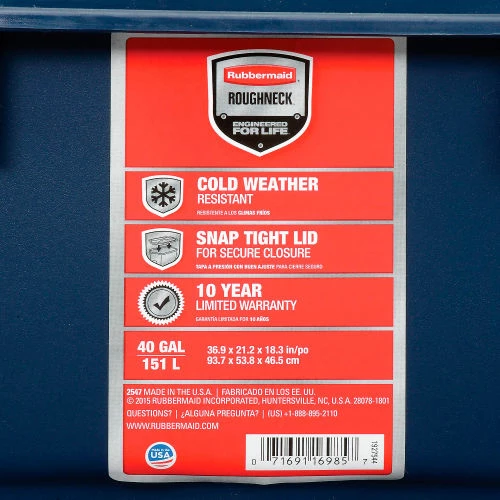 Rubbermaid
ROUGHNECK
ENGINEERED
FOR LIFE
COLD WEATHER
RESISTANT
RESISTENTE A LOS CLIMAS FRÍOS
SNAP TIGHT LID
FOR SECURE CLOSURE
TAPA A PRESIÓN CON BUEN AJUSTE PARA CIERRE SEGURO
10 YEAR
LIMITED WARRANTY
GARANTÍA LIMITADA POR 10 AÑOS
40 GAL 36.9 x 21.2 x 18.3 in/po
151 L 93.7 x 53.8 x 46.5 cm
2547 MADE IN THE U.S.A. | FABRICADO EN LOS EE. UU.
© 2015 RUBBERMAID INCORPORATED, HUNTERSVILLE, NC, U.S.A. 28078-1801
QUESTIONS? | ¿ALGUNA PREGUNTA? | (US) +1-888-895-2110
WWW.RUBBERMAID.COM
MADE IN THE
USA
0 71691 16985 7
1927544